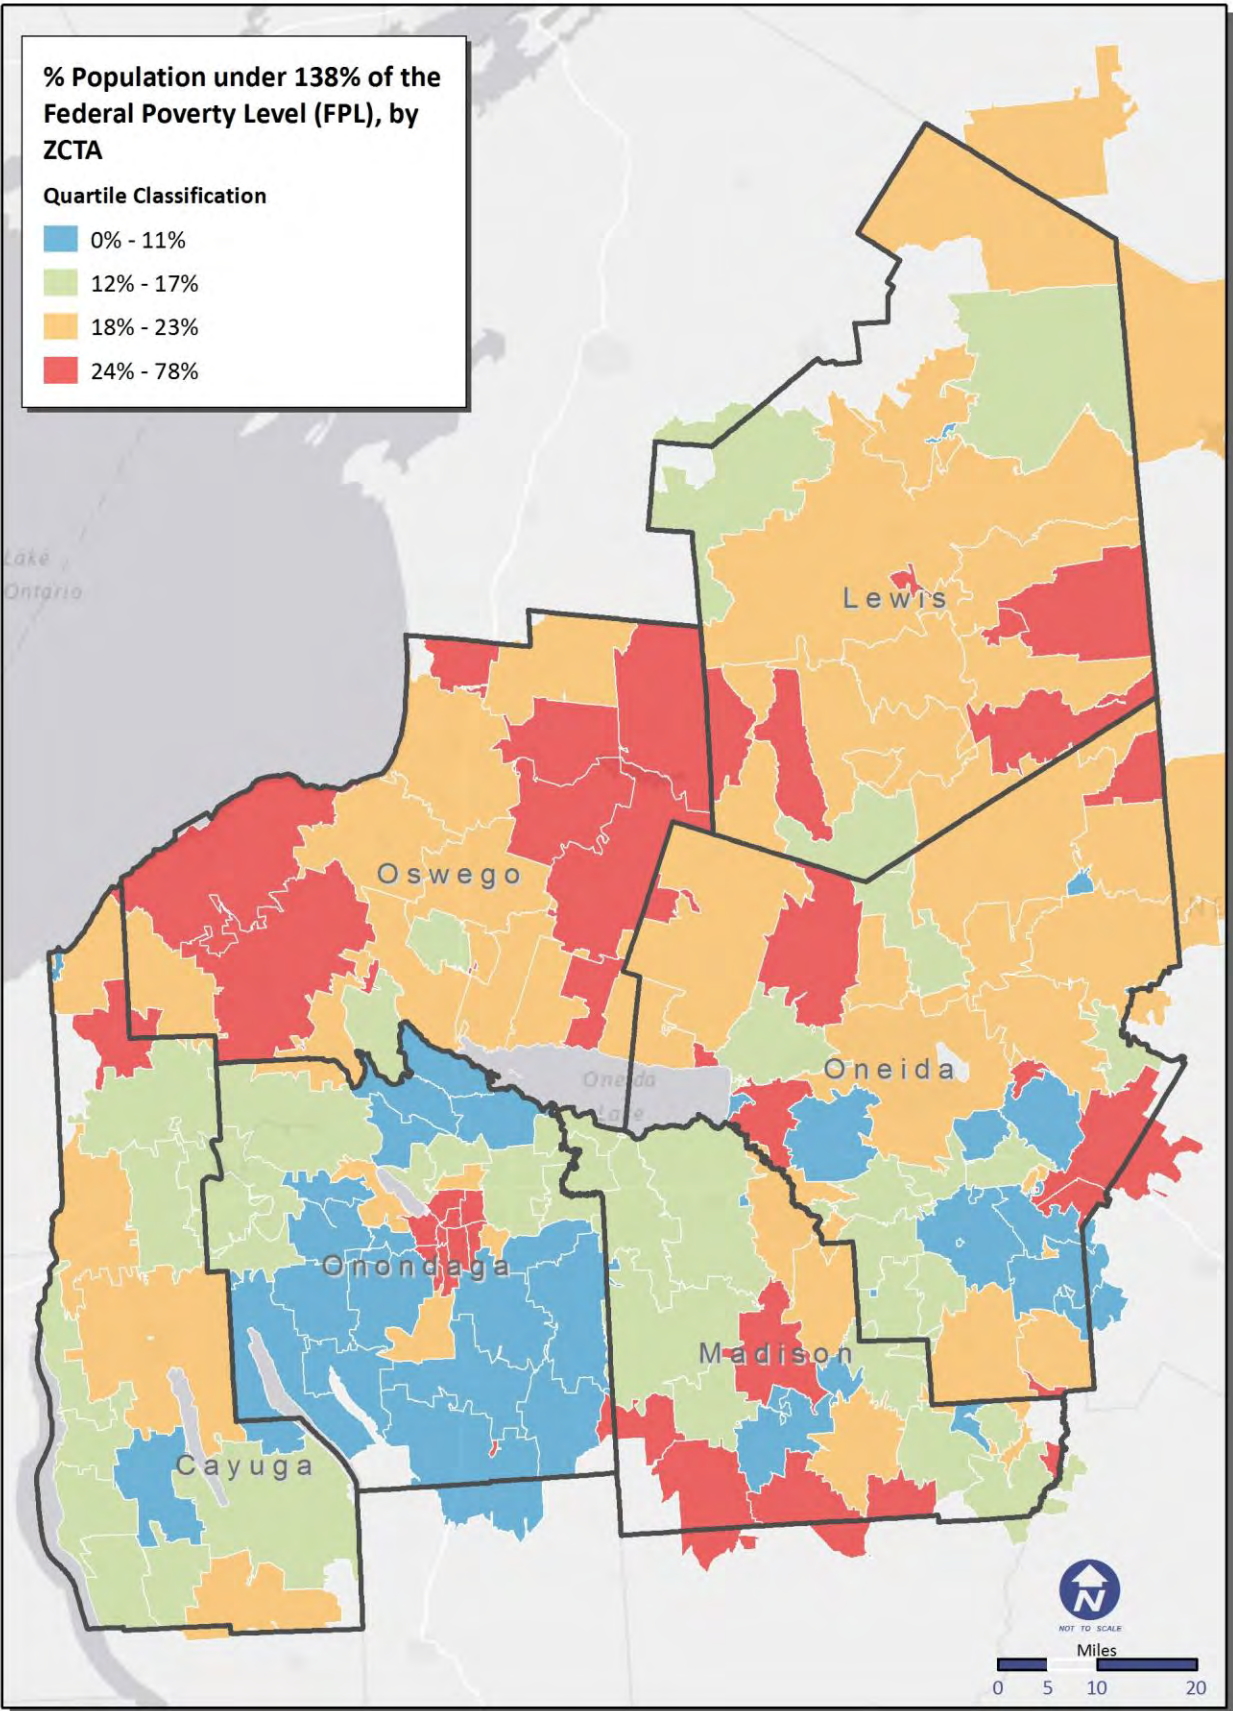 % Population under 138% of the
Federal Poverty Level (FPL), by
ZCTA
Quartile Classification
0% - 11%
12% - 17%
18% - 23%
24% - 78%
Lake
Ontario
Lewis
Oswego
Oneida
Oneida
Lake
Onondaga
Madison
Cayuga
N
NOT TO SCALE
Miles
0 5 10 20